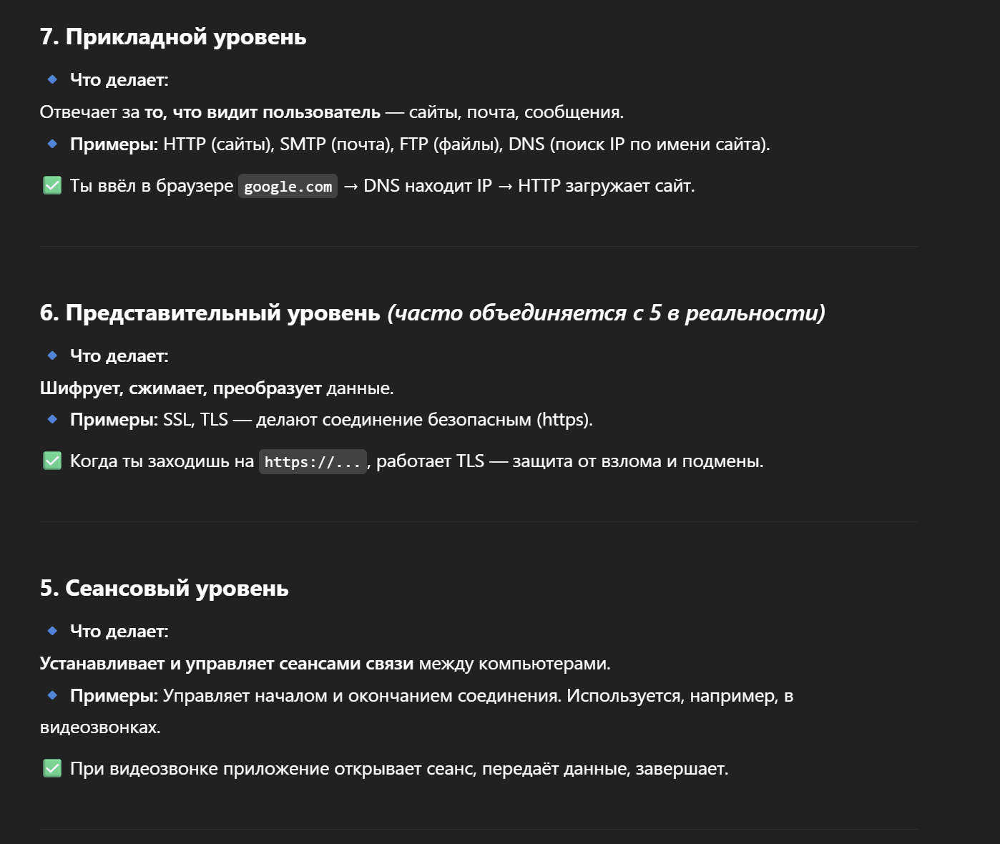 7. Прикладной уровень
🔹 Что делает:
Отвечает за то, что видит пользователь — сайты, почта, сообщения.
🔹 Примеры: HTTP (сайты), SMTP (почта), FTP (файлы), DNS (поиск IP по имени сайта).
✅ Ты ввёл в браузере google.com → DNS находит IP → HTTP загружает сайт.
6. Представительный уровень (часто объединяется с 5 в реальности)
🔹 Что делает:
Шифрует, сжимает, преобразует данные.
🔹 Примеры: SSL, TLS — делают соединение безопасным (https).
✅ Когда ты заходишь на https://..., работает TLS — защита от взлома и подмены.
5. Сеансовый уровень
🔹 Что делает:
Устанавливает и управляет сеансами связи между компьютерами.
🔹 Примеры: Управляет началом и окончанием соединения. Используется, например, в
видеозвонках.
✅ При видеозвонке приложение открывает сеанс, передаёт данные, завершает.